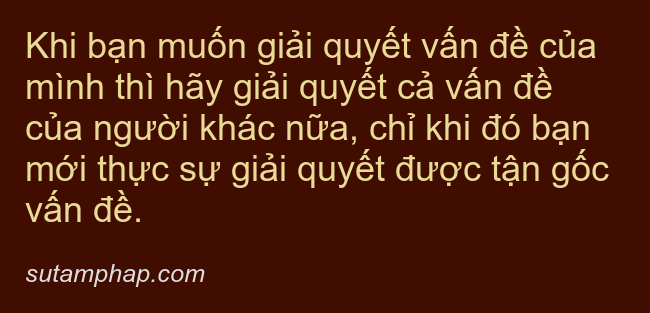 Khi bạn muốn giải quyết vấn đề của
mình thì hãy giải quyết cả vấn đề
của người khác nữa, chỉ khi đó bạn
mới thực sự giải quyết được tận gốc
vấn đề.
sutamphap.com